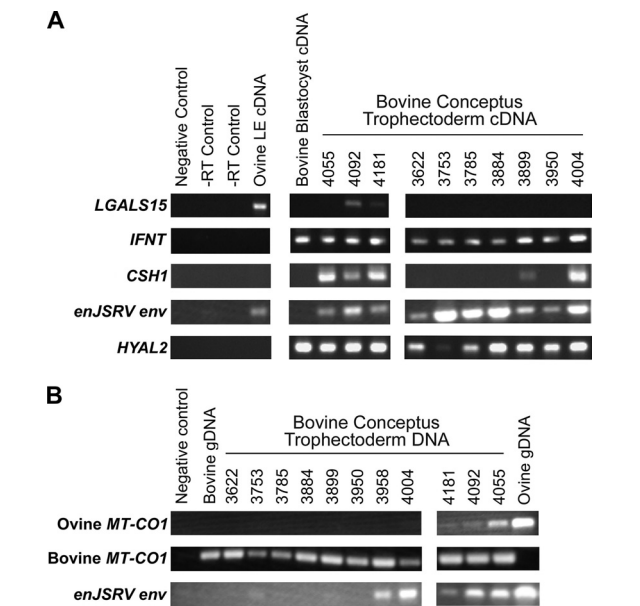 A
Negative Control
-RT Control
-RT Control
Ovine LE cDNA
Bovine Blastocyst cDNA
Bovine Conceptus
Trophectoderm cDNA
4055
4092
4181
3622
3753
3785
3884
3899
3950
4004
LGALS15
IFNT
CSH1
enJSRV env
HYAL2
B
Negative control
Bovine gDNA
Bovine Conceptus
Trophectoderm DNA
3622
3753
3785
3884
3899
3950
3958
4004
4181
4092
4055
Ovine gDNA
Ovine MT-CO1
Bovine MT-CO1
enJSRV env